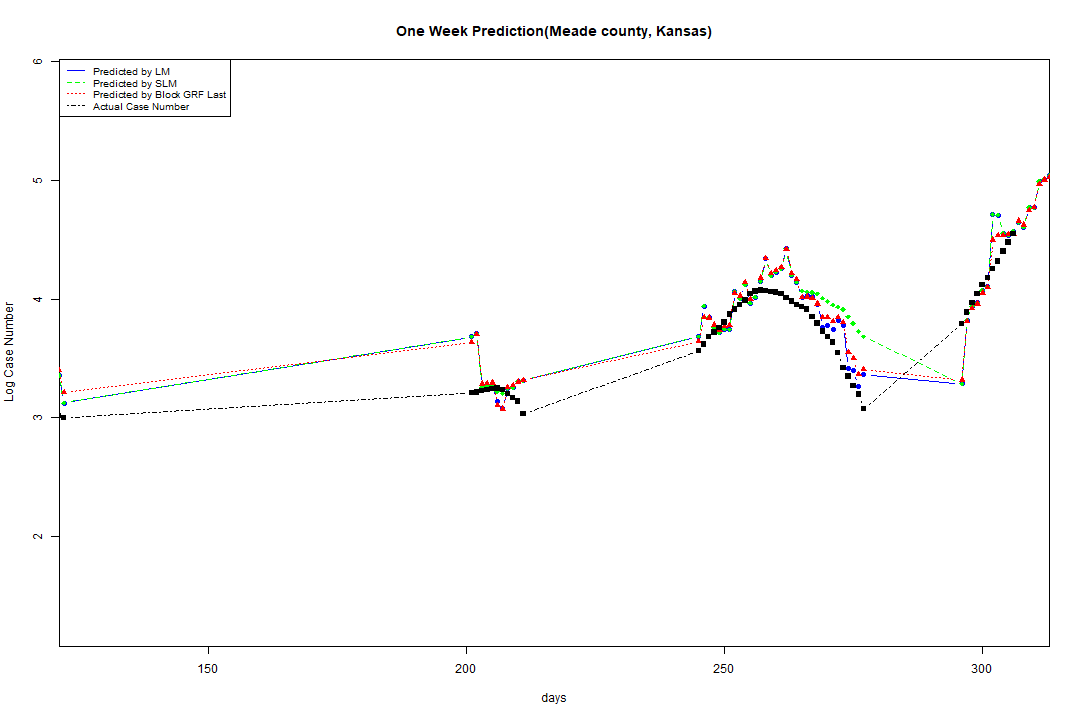 One Week Prediction(Meade county, Kansas)
Predicted by LM
Predicted by SLM
Predicted by Block GRF Last
Actual Case Number
6
5
4
3
2
Log Case Number
150
200
250
300
days